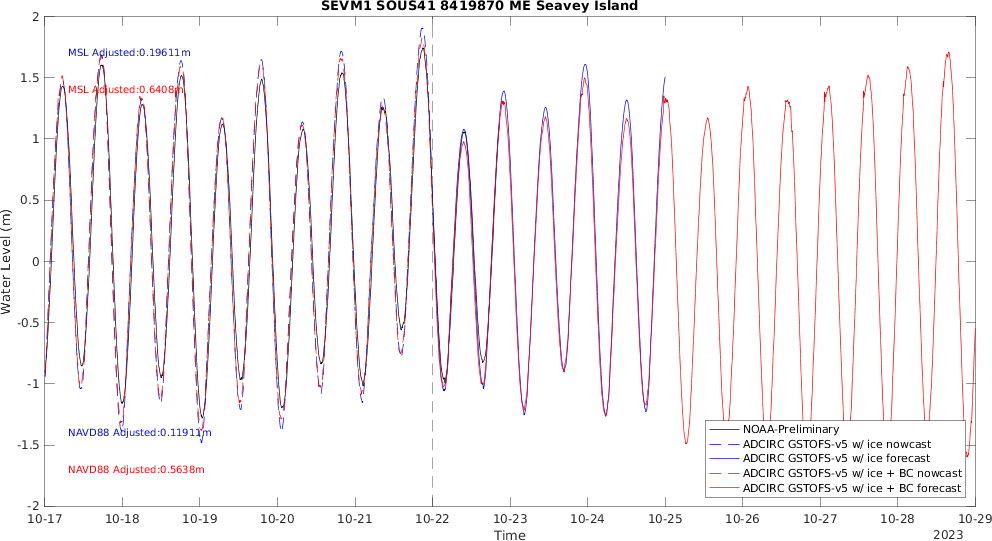 SEVM1 SOUS41 8419870 ME Seavey Island
2
1.5
1
0.5
0
-0.5
-1
-1.5
-2
Water Level (m)
MSL Adjusted:0.19611m
MSL Adjusted:0.6408m
NAVD88 Adjusted:0.11911m
NAVD88 Adjusted:0.5638m
NOAA-Preliminary
ADCIRC GSTOFS-v5 w/ ice nowcast
ADCIRC GSTOFS-v5 w/ ice forecast
ADCIRC GSTOFS-v5 w/ ice + BC nowcast
ADCIRC GSTOFS-v5 w/ ice + BC forecast
10-17 10-18 10-19 10-20 10-21 10-22 10-23 10-24 10-25 10-26 10-27 10-28 10-29
Time
2023